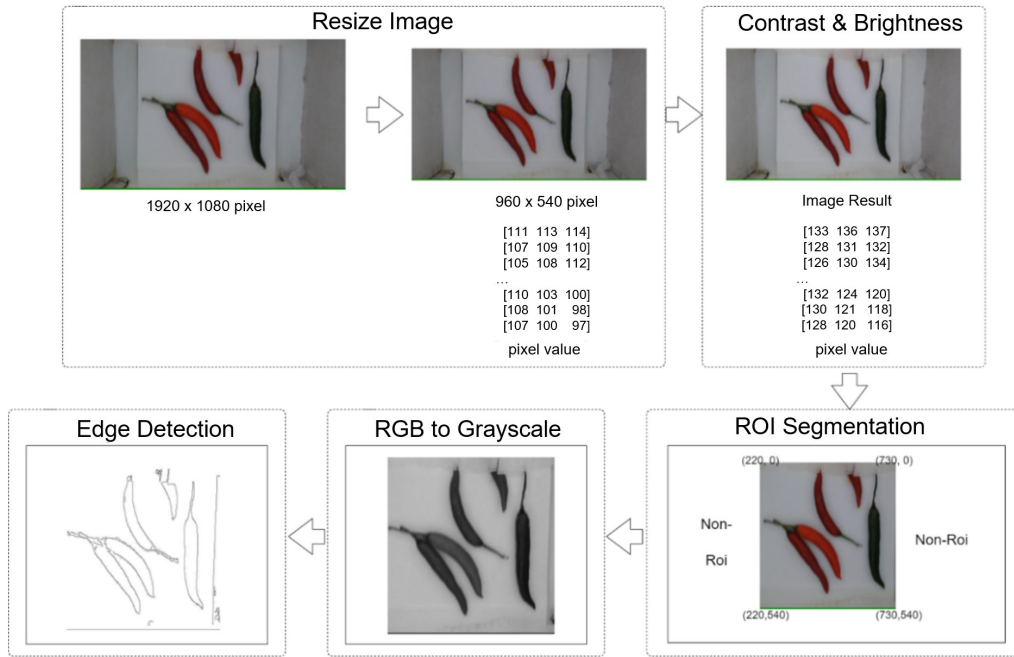 Resize Image
1920 x 1080 pixel
960 x 540 pixel
[111 113 114]
[107 109 110]
[105 108 112]
...
[110 103 100]
[108 101 98]
[107 100 97]
pixel value
Contrast & Brightness
Image Result
[133 136 137]
[128 131 132]
[126 130 134]
...
[132 124 120]
[130 121 118]
[128 120 116]
pixel value
ROI Segmentation
(220, 0)
(730, 0)
Non-
Roi
Non-Roi
(220,540)
(730,540)
RGB to Grayscale
Edge Detection